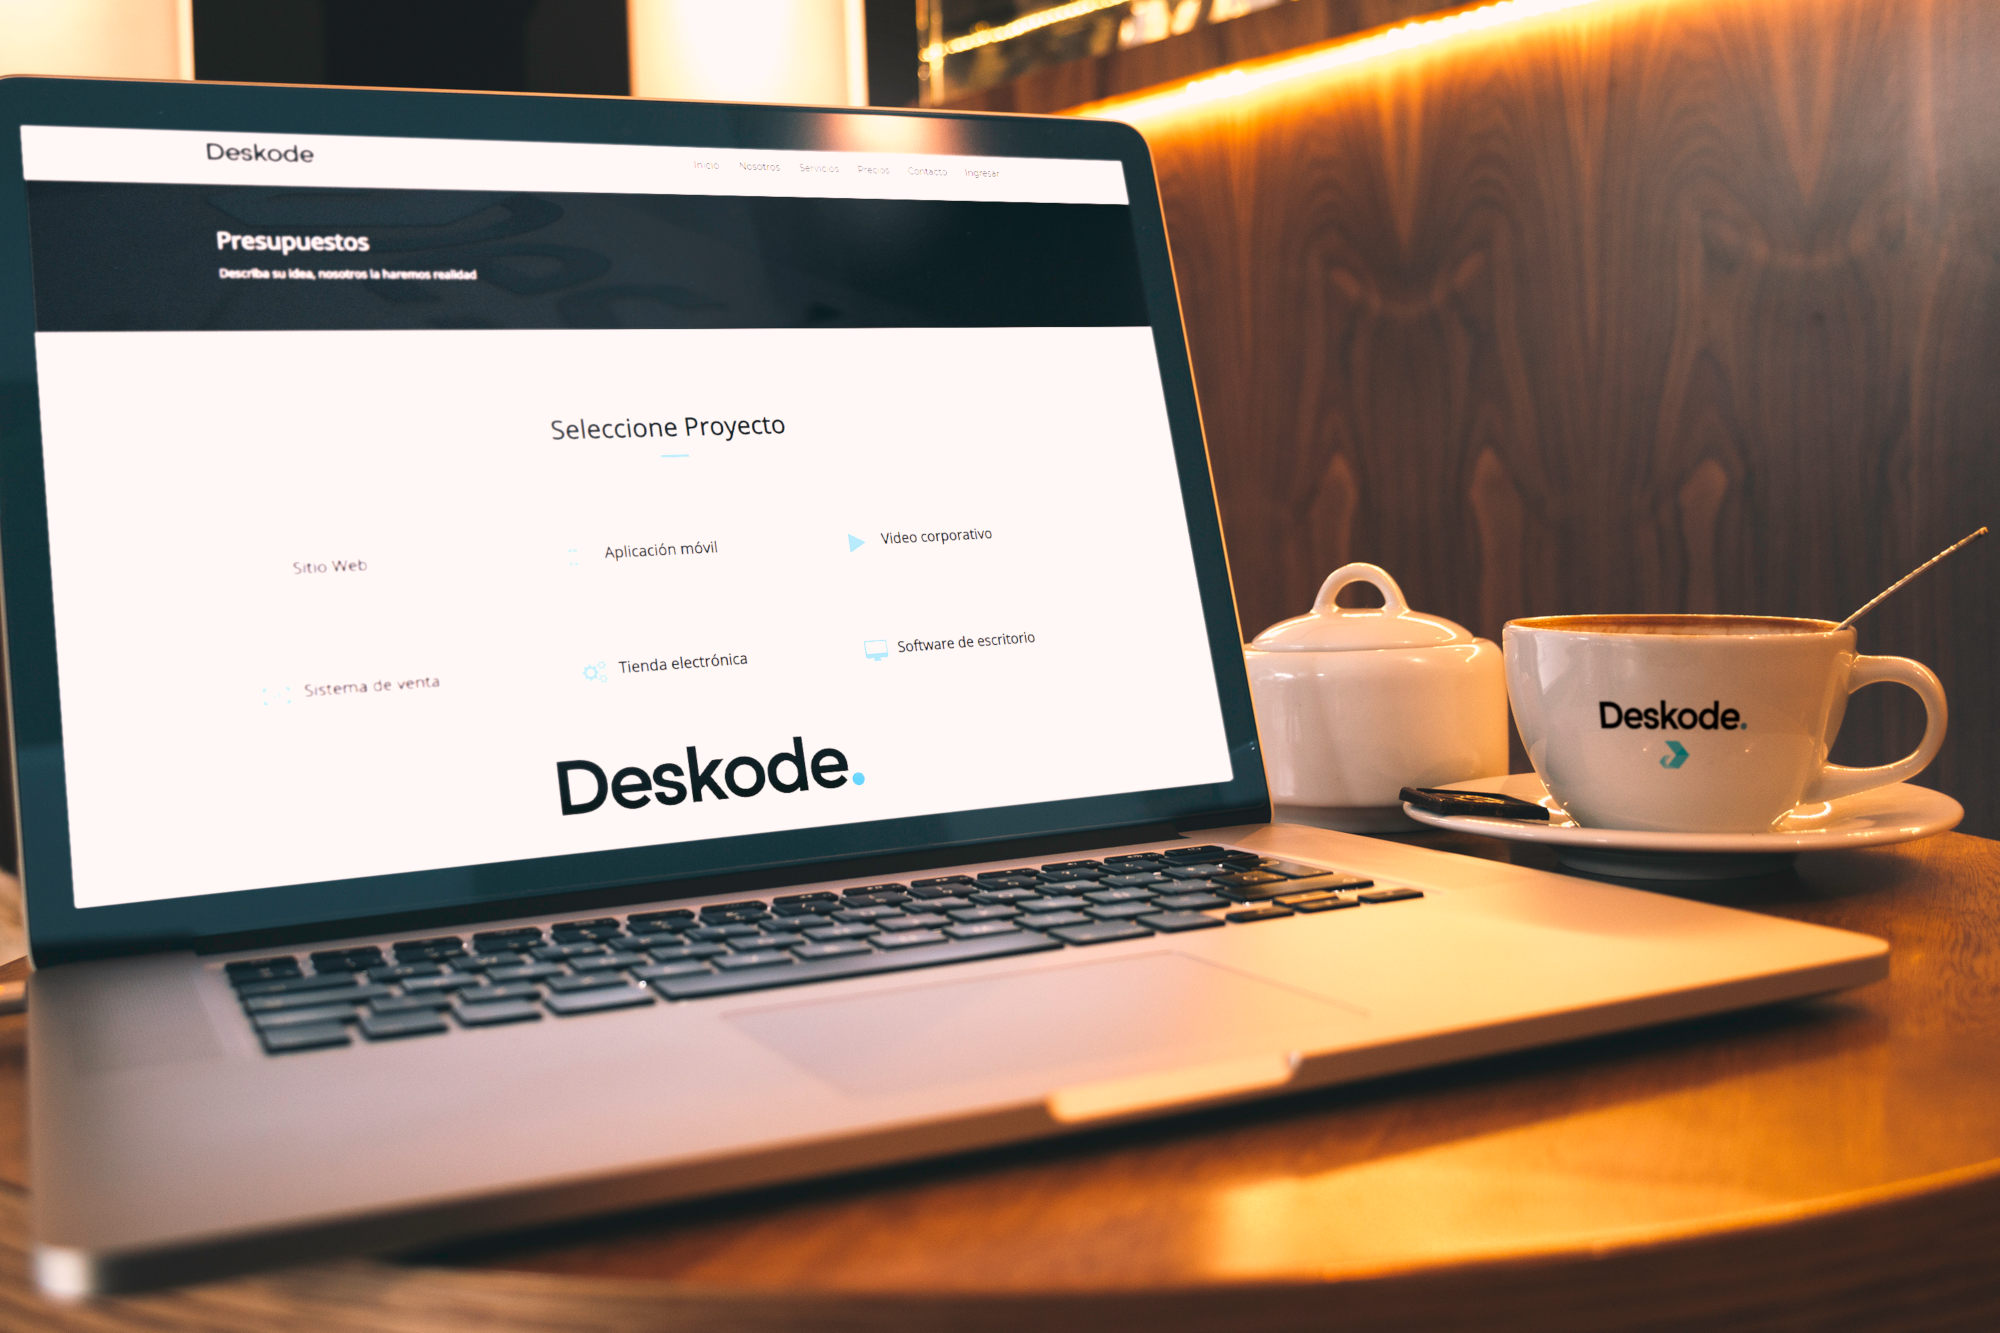 Deskode
Inicio Nosotros Servicios Precios Contacto Ingresar
Presupuestos
Describa su idea, nosotros la haremos realidad
Seleccione Proyecto
Sitio Web
Aplicación móvil
Video corporativo
Sistema de venta
Tienda electrónica
Software de escritorio
Deskode.
Deskode.